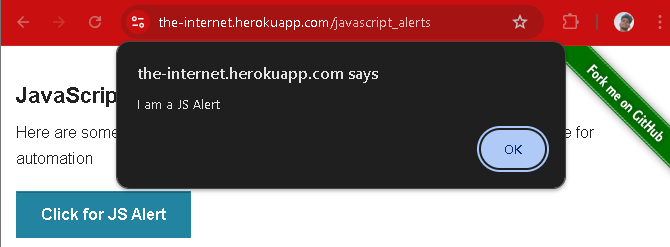 the-internet.herokuapp.com/javascript_alerts
the-internet.herokuapp.com says
I am a JS Alert
OK
JavaScrip
Here are some
e for
automation
Click for JS Alert
Fork me on GitHub